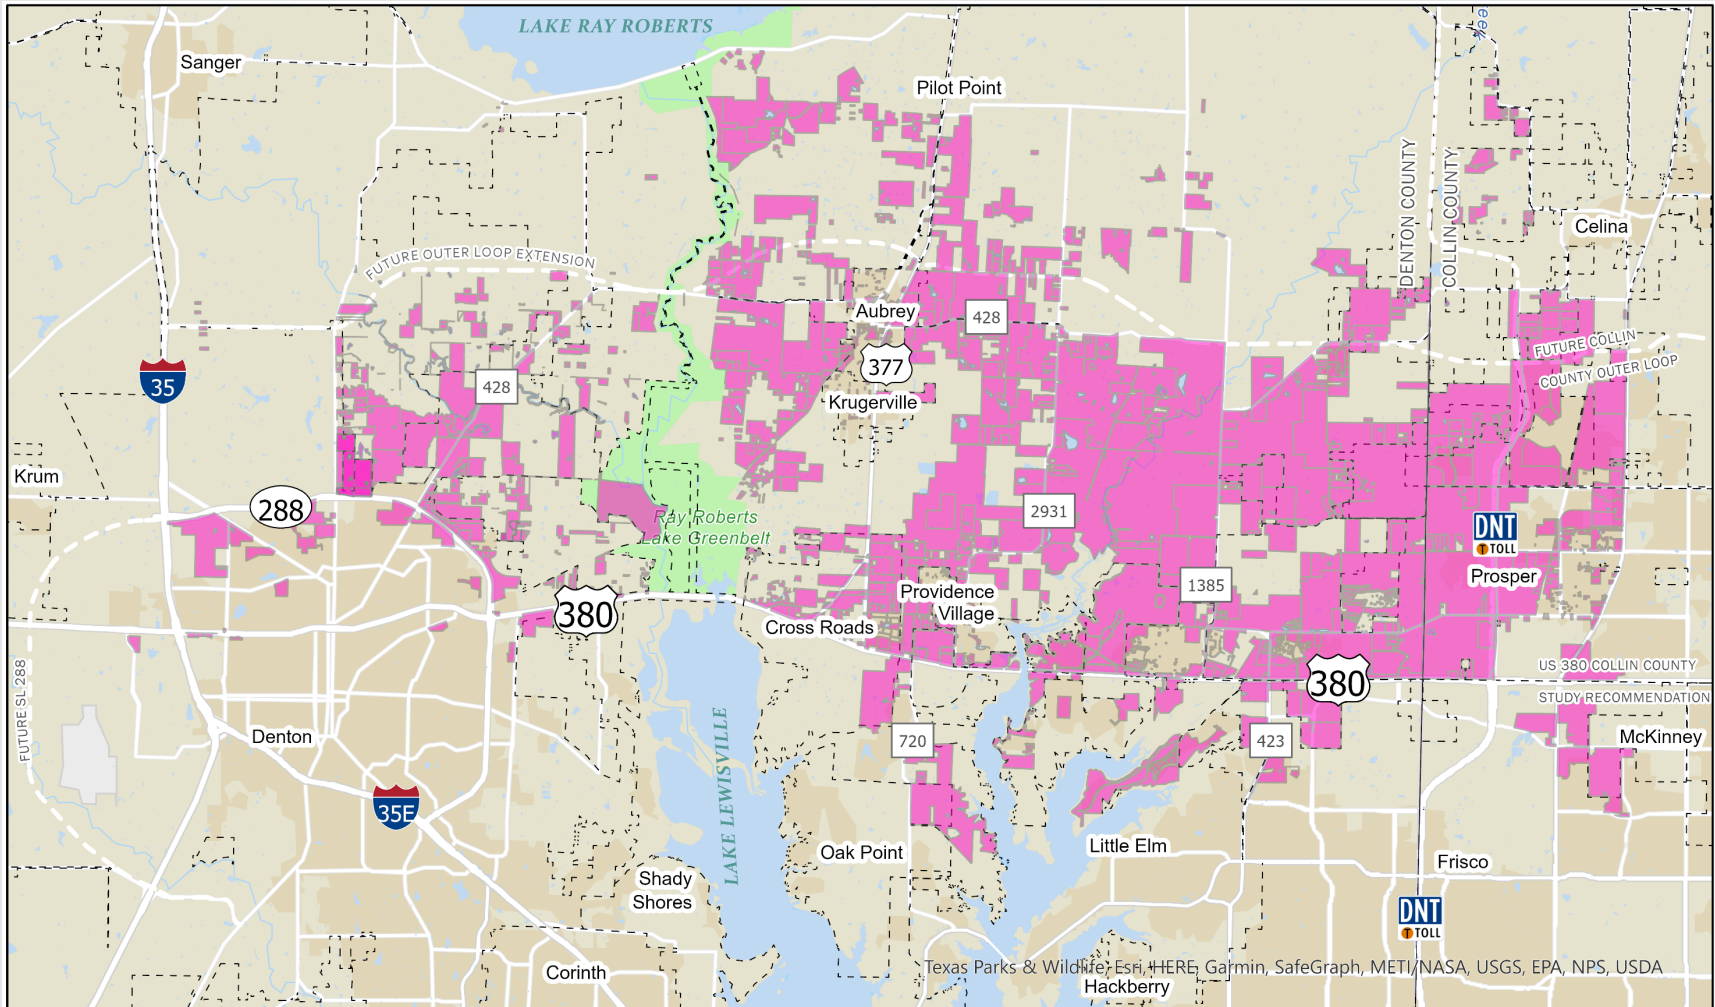 LAKE RAY ROBERTS
Sanger
Pilot Point
DENTON COUNTY
COLLIN COUNTY
Celina
FUTURE OUTER LOOP EXTENSION
Aubrey
428
377
FUTURE COLLIN
COUNTY OUTER LOOP
35
428
Krugerville
Krum
288
2931
Ray Roberts
Lake Greenbelt
DNT
T TOLL
Prosper
1385
380
Providence
Village
Cross Roads
US 380 COLLIN COUNTY
380
STUDY RECOMMENDATION
FUTURE SL 288
Denton
720
423
McKinney
LAKE LEWISVILLE
35E
Oak Point
Little Elm
Frisco
Shady
Shores
DNT
T TOLL
Corinth
Texas Parks & Wildlife, Esri, HERE, Garmin, SafeGraph, METI/NASA, USGS, EPA, NPS, USDA
Hackberry